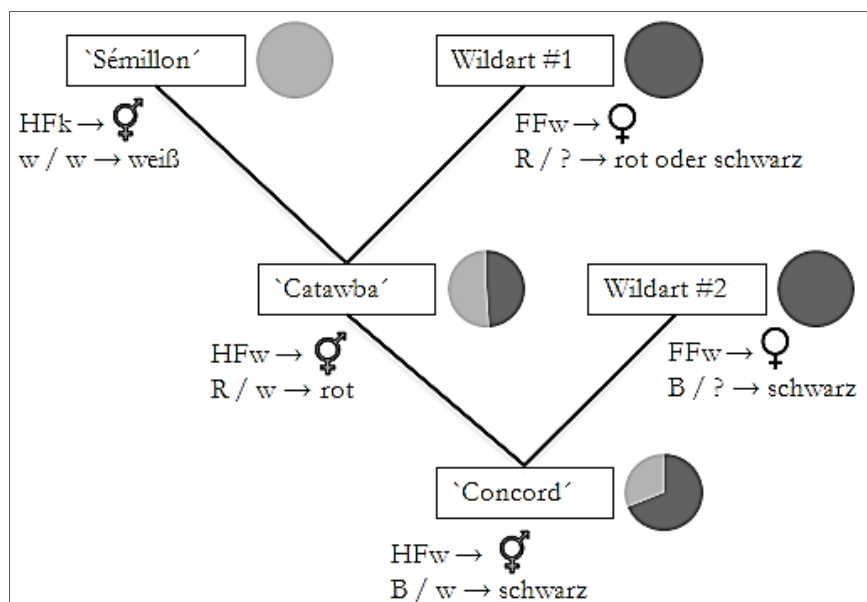 `Sémillon´
Wildart #1
HFk → ⚥
w / w → weiß
FFw → ♀
R / ? → rot oder schwarz
`Catawba´
Wildart #2
HFw → ⚥
R / w → rot
FFw → ♀
B / ? → schwarz
`Concord´
HFw → ⚥
B / w → schwarz